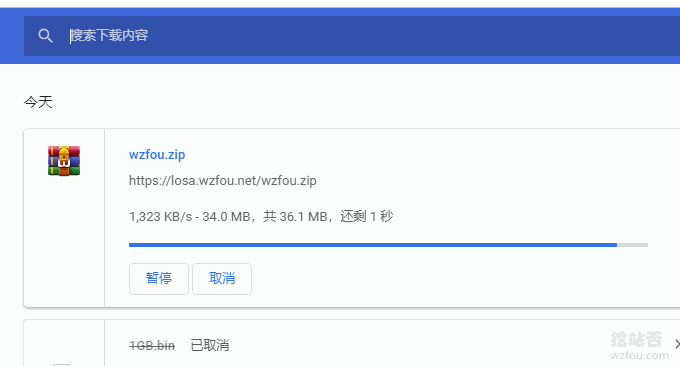 搜索下载内容
今天
wzfou.zip
https://losa.wzfou.net/wzfou.zip
1,323 KB/s - 34.0 MB，共 36.1 MB，还剩 1 秒
暂停 取消
1GB.bin 已取消
挖站否
wzfou.com